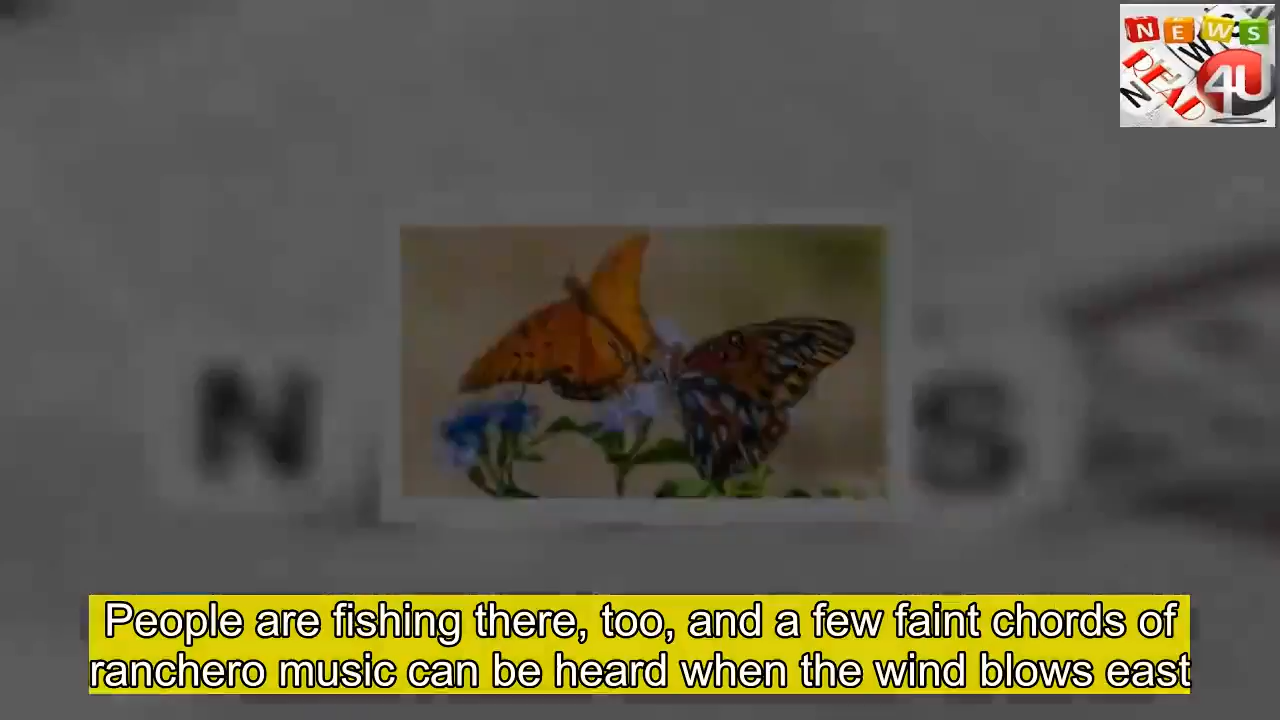 NEWS
W
READ
N
4U
N
S
People are fishing there, too, and a few faint chords of
ranchero music can be heard when the wind blows east